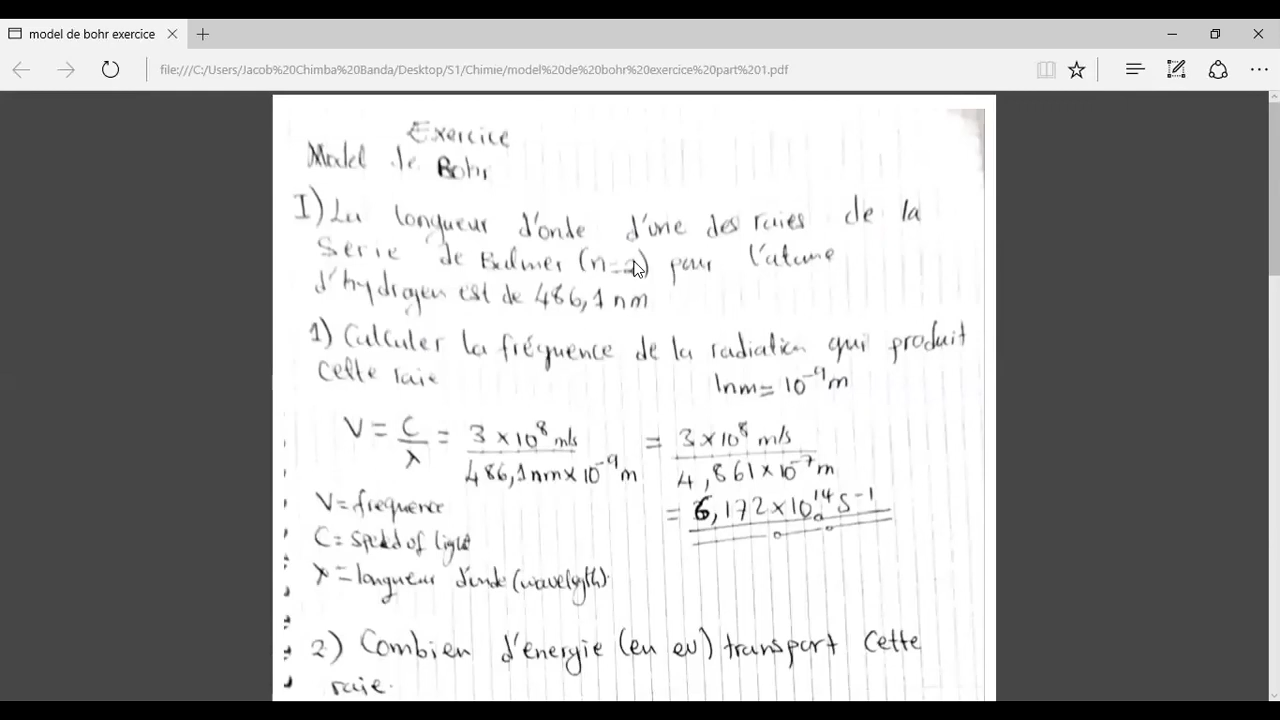 model de bohr exercice
file:///C:/Users/Jacob%20Chimba%20Banda/Desktop/S1/Chimie/model%20de%20bohr%20exercice%20part%201.pdf
Exercice
Model de Bohr
I) La longueur d'onde d'une des raies de la
Serie de Balmer (n=2) pour l'atome
d'hydrogen est de 486,1 nm
1) Calculer la fréquence de la radiation qui produit
cette raie
1nm = 10⁻⁹m
V = C/λ = 3×10⁸ m/s / 486,1nm×10⁻⁹m = 3×10⁸ m/s / 4,861×10⁻⁷m
V = frequence
= 6,172×10¹⁴ S⁻¹
C = speed of light
λ = longueur d'onde (wavelength)
2) Combien d'énergie (en ev) transport cette
raie.